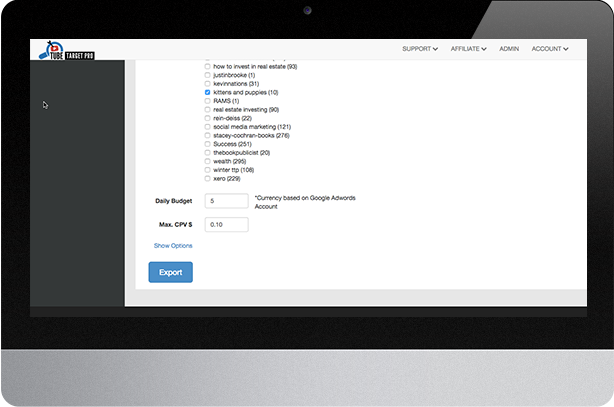 TUBE TARGET PRO
SUPPORT
AFFILIATE
ADMIN
ACCOUNT
how to invest in real estate (93)
justinbrooke (1)
kevinnations (31)
kittens and puppies (10)
RAMS (1)
real estate investing (90)
rein-deiss (22)
social media marketing (121)
stacey-cochran-books (276)
Success (251)
thebookpublicist (20)
wealth (295)
winter ttp (108)
xero (229)
Daily Budget
5
*Currency based on Google Adwords
Account
Max. CPV $
0.10
Show Options
Export